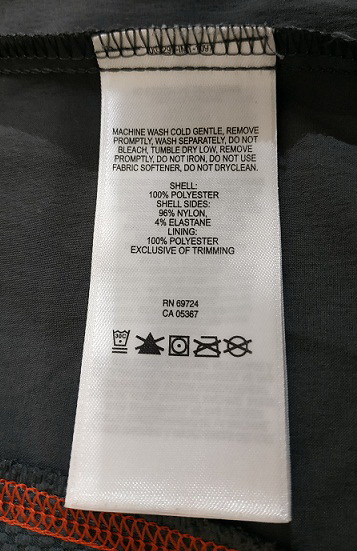 MACHINE WASH COLD GENTLE, REMOVE
PROMPTLY, WASH SEPARATELY, DO NOT
BLEACH, TUMBLE DRY LOW, REMOVE
PROMPTLY, DO NOT IRON, DO NOT USE
FABRIC SOFTENER, DO NOT DRYCLEAN.
SHELL:
100% POLYESTER
SHELL SIDES:
96% NYLON,
4% ELASTANE
LINING:
100% POLYESTER
EXCLUSIVE OF TRIMMING
RN 69724
CA 05367